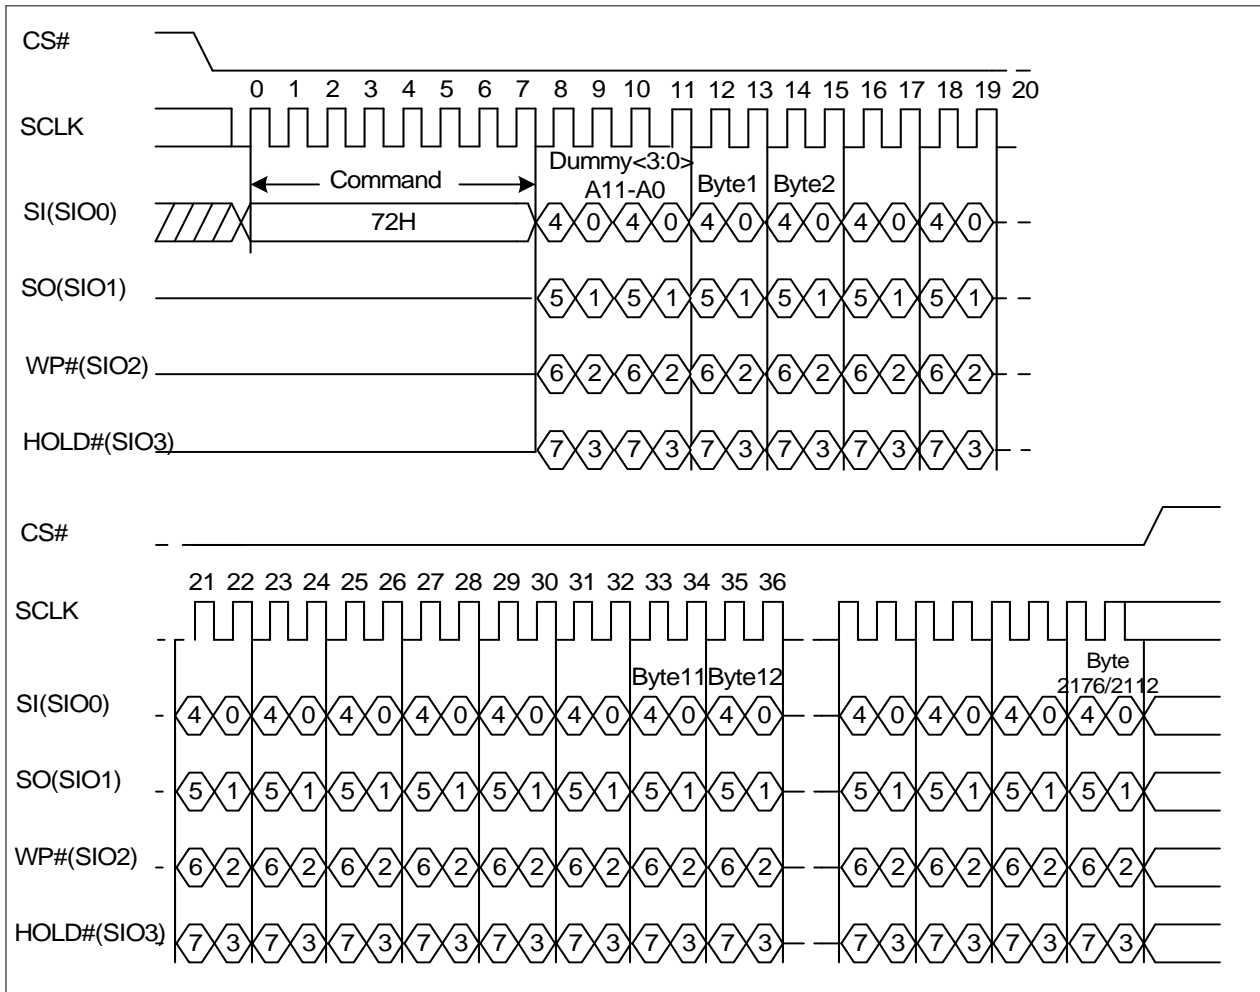 CS#
0 1 2 3 4 5 6 7 8 9 10 11 12 13 14 15 16 17 18 19 20
SCLK
Dummy<3:0>
Command A11-A0 Byte1 Byte2
SI(SIO0) 72H 4 0 4 0 4 0 4 0 4 0 4 0
SO(SIO1) 5 1 5 1 5 1 5 1 5 1 5 1
WP#(SIO2) 6 2 6 2 6 2 6 2 6 2 6 2
HOLD#(SIO3) 7 3 7 3 7 3 7 3 7 3 7 3
CS#
21 22 23 24 25 26 27 28 29 30 31 32 33 34 35 36
SCLK
Byte11 Byte12 Byte
2176/2112
SI(SIO0) 4 0 4 0 4 0 4 0 4 0 4 0 4 0 4 0 4 0 4 0 4 0 4 0
SO(SIO1) 5 1 5 1 5 1 5 1 5 1 5 1 5 1 5 1 5 1 5 1 5 1 5 1
WP#(SIO2) 6 2 6 2 6 2 6 2 6 2 6 2 6 2 6 2 6 2 6 2 6 2 6 2
HOLD#(SIO3) 7 3 7 3 7 3 7 3 7 3 7 3 7 3 7 3 7 3 7 3 7 3 7 3